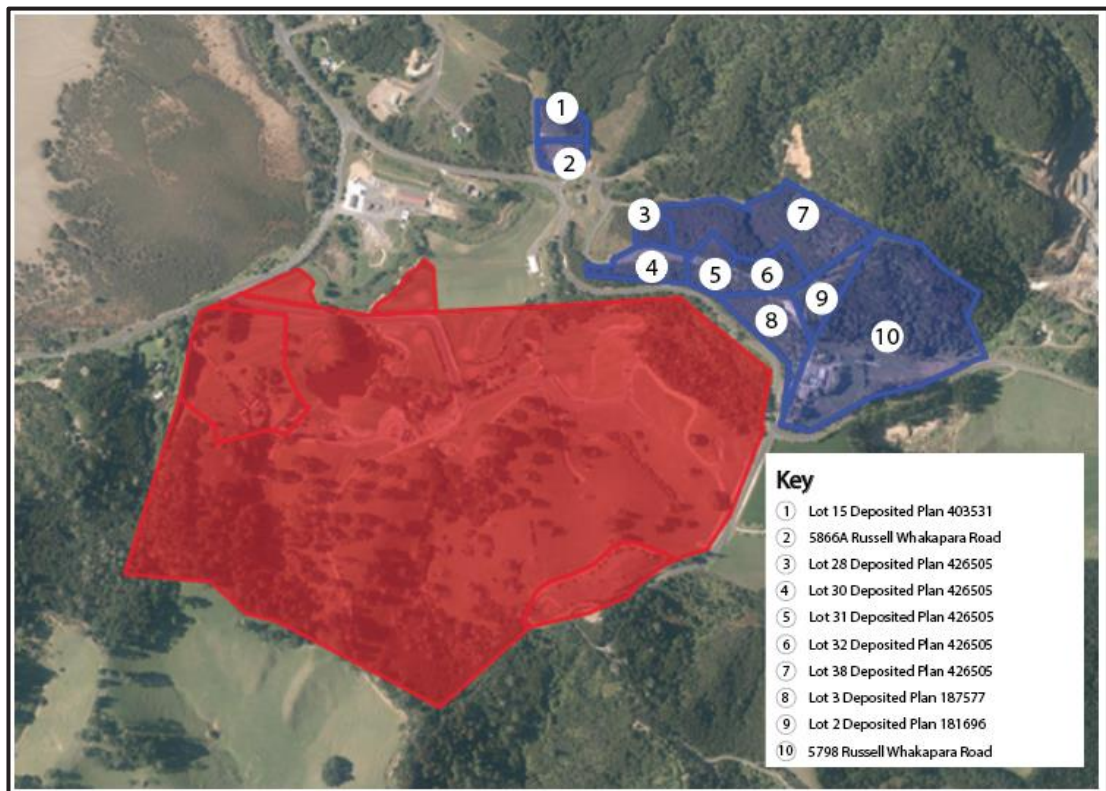 1
2
3
7
4
5
6
9
8
10
Key
1 Lot 15 Deposited Plan 403531
2 5866A Russell Whakapara Road
3 Lot 28 Deposited Plan 426505
4 Lot 30 Deposited Plan 426505
5 Lot 31 Deposited Plan 426505
6 Lot 32 Deposited Plan 426505
7 Lot 38 Deposited Plan 426505
8 Lot 3 Deposited Plan 187577
9 Lot 2 Deposited Plan 181696
10 5798 Russell Whakapara Road